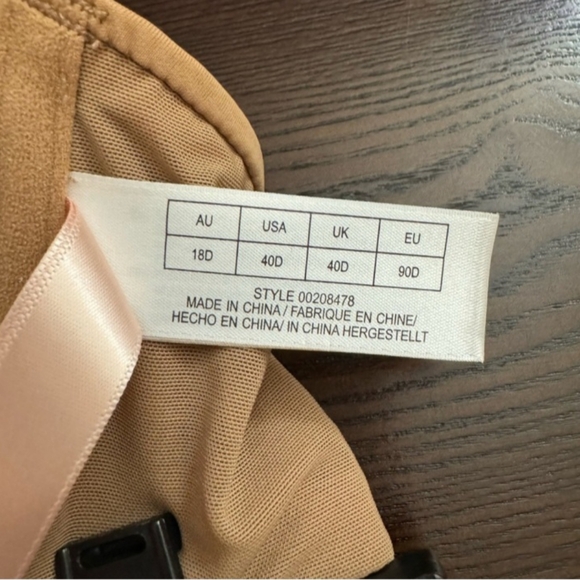 AU USA UK EU
18D 40D 40D 90D
STYLE 00208478
MADE IN CHINA / FABRIQUE EN CHINE/
HECHO EN CHINA/ IN CHINA HERGESTELLT